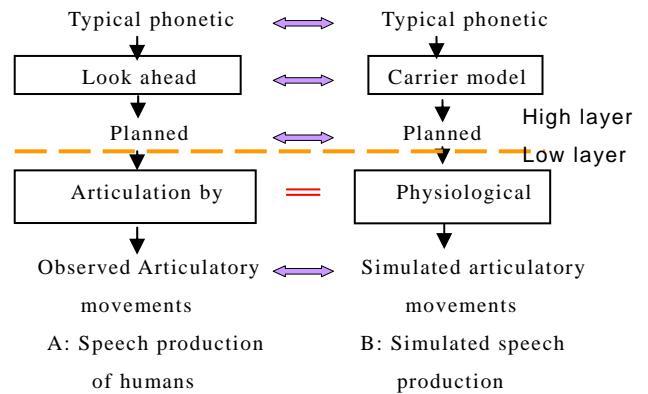 Typical phonetic Typical phonetic
Look ahead Carrier model
High layer
Planned Planned
Low layer
Articulation by = Physiological
Observed Articulatory Simulated articulatory
movements movements
A: Speech production B: Simulated speech
of humans production